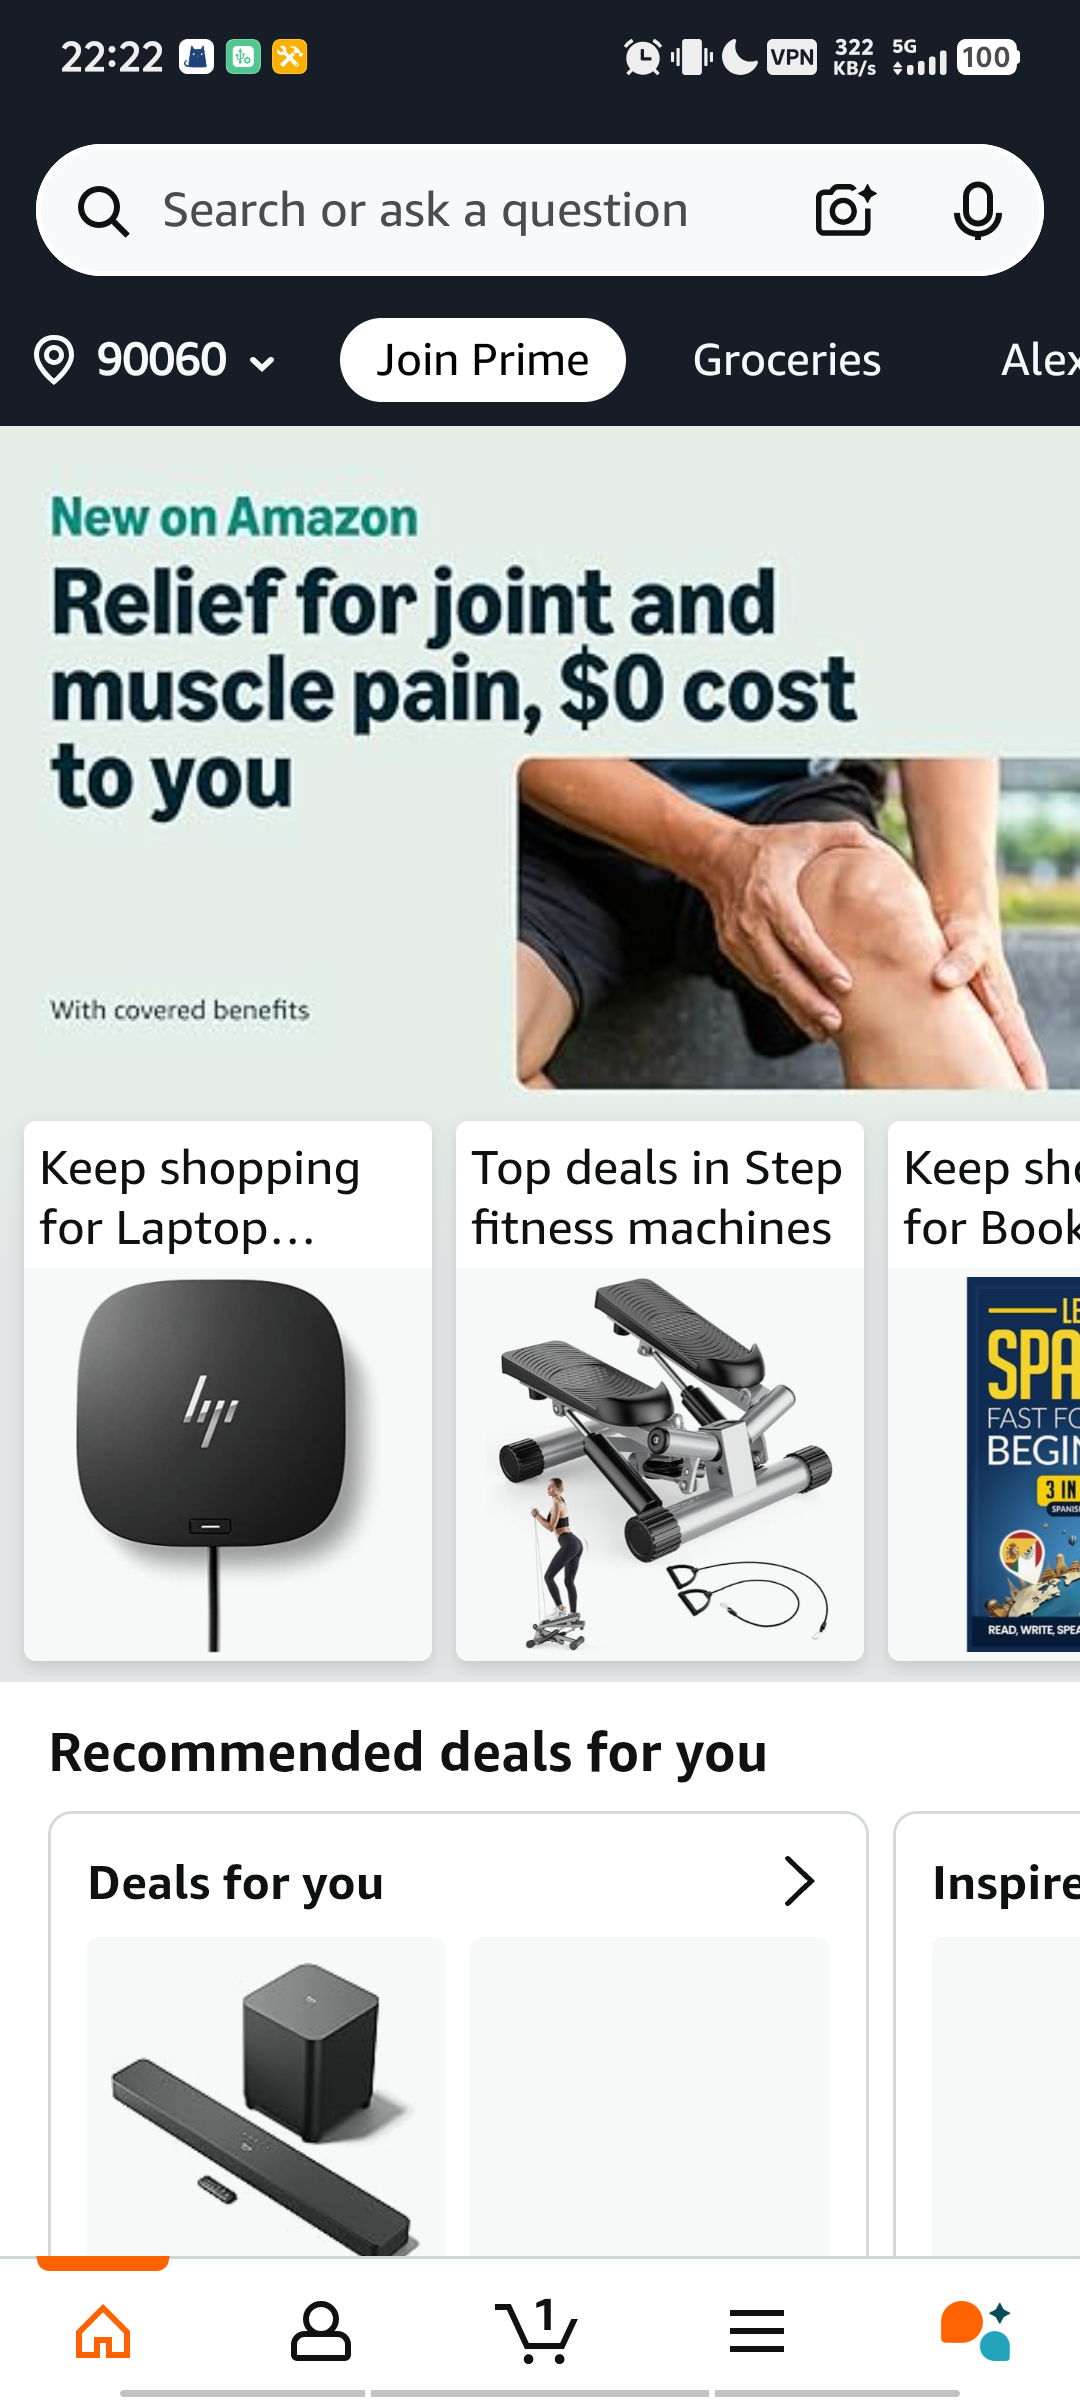 22:22
VPN
322
KB/s
5G
100
Search or ask a question
90060
Join Prime
Groceries
Alex
New on Amazon
Relief for joint and
muscle pain, $0 cost
to you
With covered benefits
Keep shopping
for Laptop...
Top deals in Step
fitness machines
Keep sho
for Book
hp
LE
SPA
FAST FO
BEGIN
3 IN
SPANIS
READ, WRITE, SPEA
Recommended deals for you
Deals for you
Inspire
1